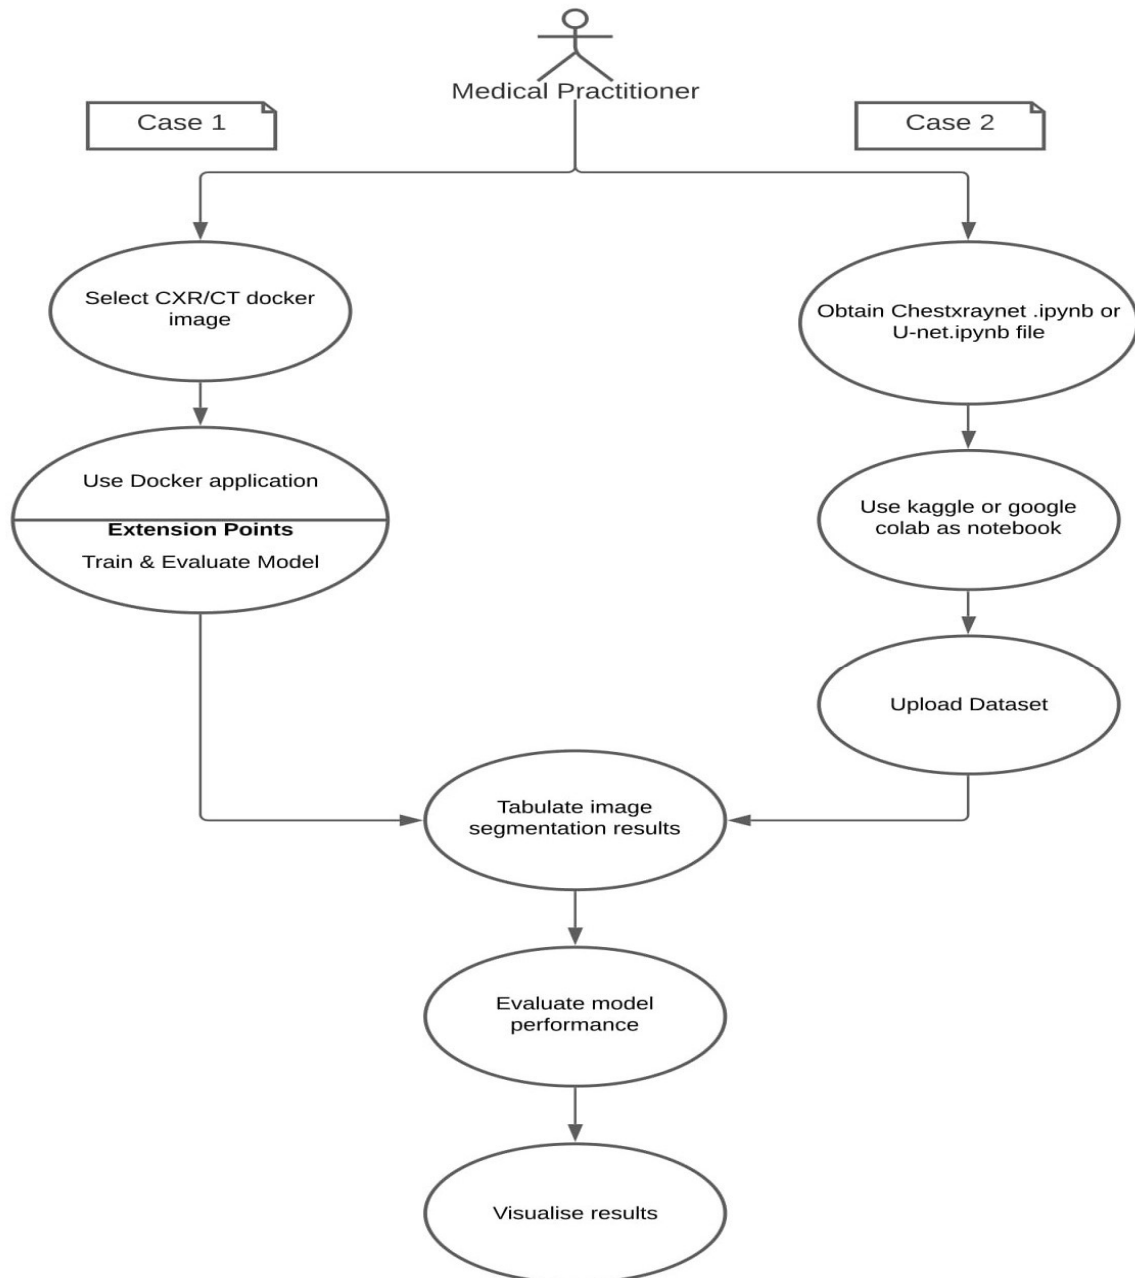 Medical Practitioner
Case 1
Case 2
Select CXR/CT docker
image
Obtain Chestxraynet .ipynb or
U-net.ipynb file
Use Docker application
Extension Points
Train & Evaluate Model
Use kaggle or google
colab as notebook
Upload Dataset
Tabulate image
segmentation results
Evaluate model
performance
Visualise results